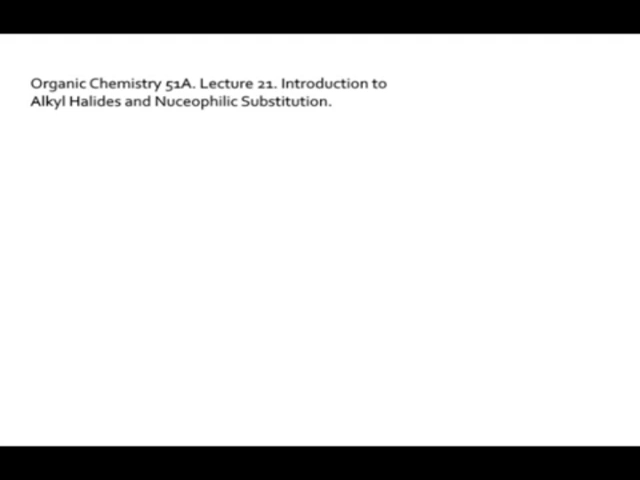 Organic Chemistry 51A. Lecture 21. Introduction to
Alkyl Halides and Nuceophilic Substitution.